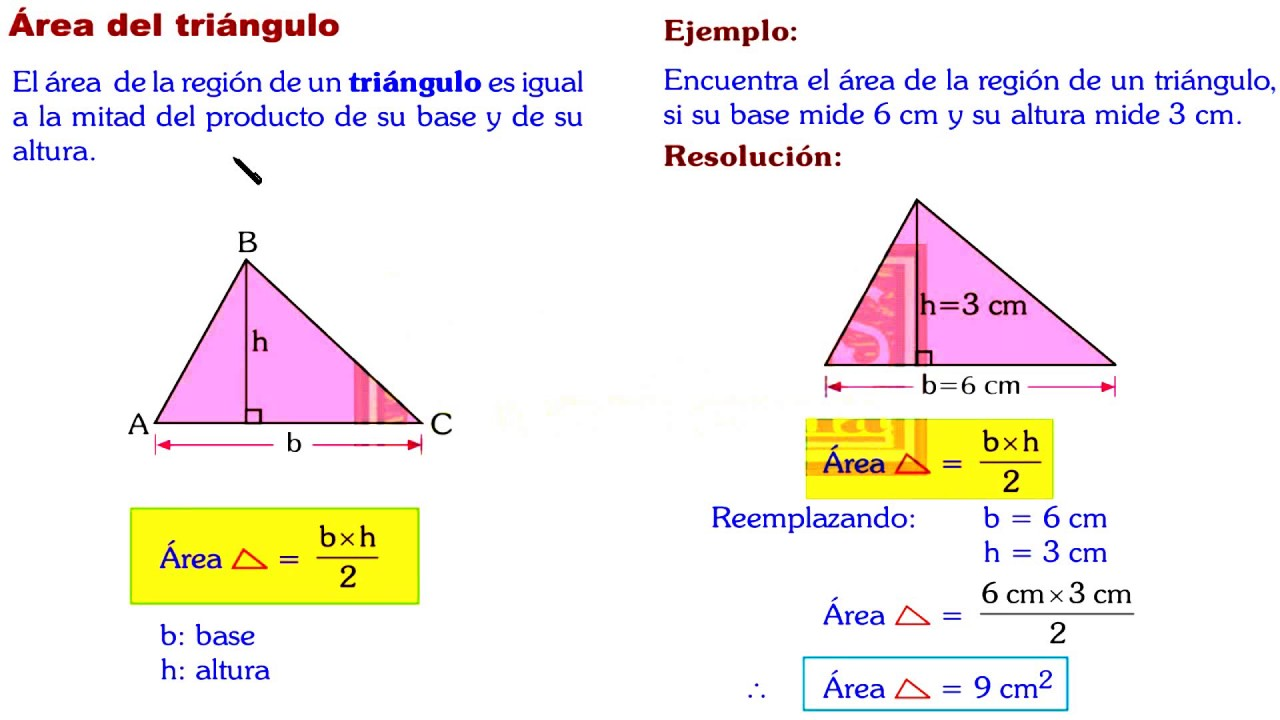 Área del triángulo
El área de la región de un triángulo es igual
a la mitad del producto de su base y de su
altura.
B
h
A
C
b
Área △ = b×h
2
b: base
h: altura
Ejemplo:
Encuentra el área de la región de un triángulo,
si su base mide 6 cm y su altura mide 3 cm.
Resolución:
h=3 cm
b=6 cm
Área △ = b×h
2
Reemplazando: b = 6 cm
h = 3 cm
Área △ = 6 cm×3 cm
2
∴ Área △ = 9 cm²